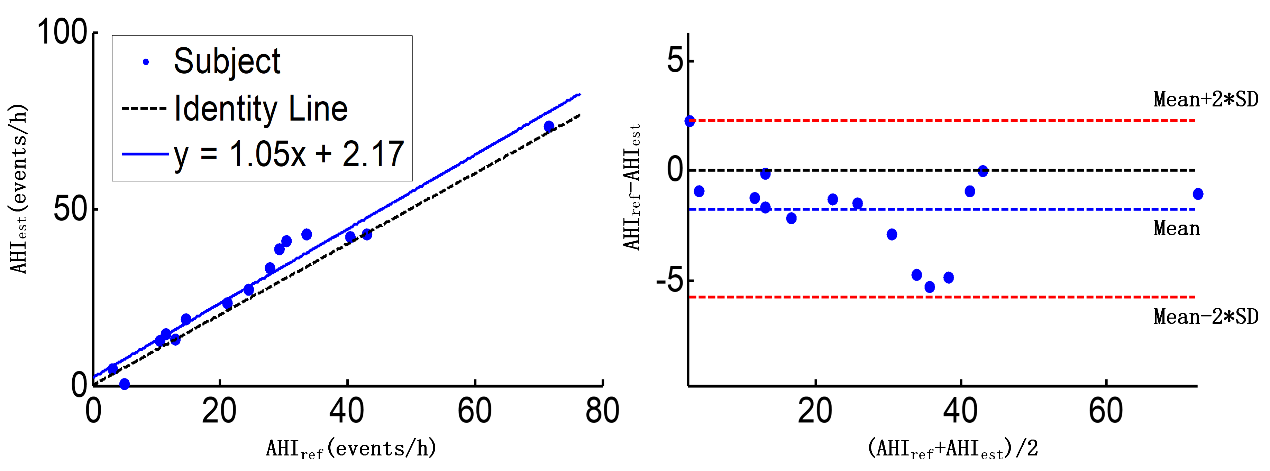 100
50
0
0
20
40
60
80
AHIest(events/h)
AHIref(events/h)
Subject
Identity Line
y = 1.05x + 2.17
5
0
-5
20
40
60
AHIref-AHIest
(AHIref+AHIest)/2
Mean+2*SD
Mean
Mean-2*SD